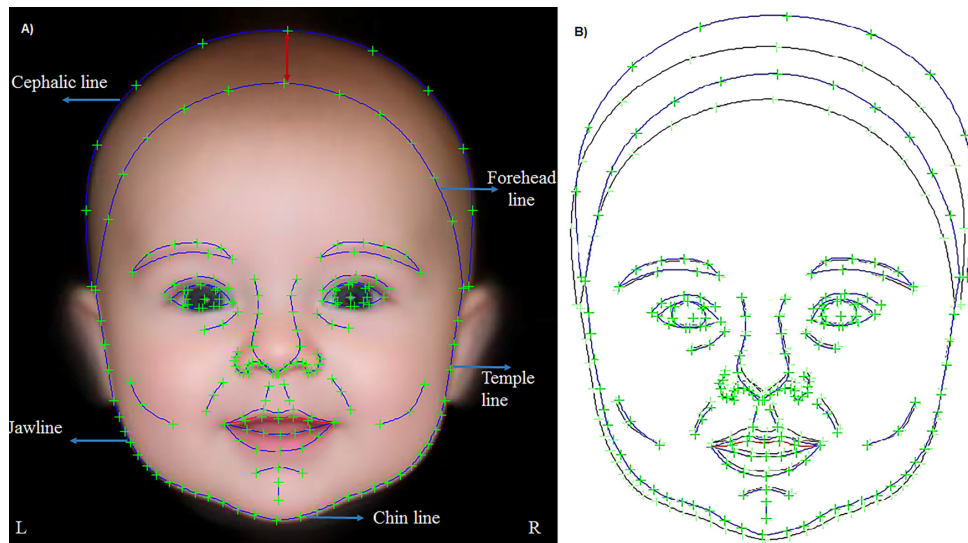 A)
B)
Cephalic line
Forehead
line
Temple
line
Jawline
Chin line
L
R